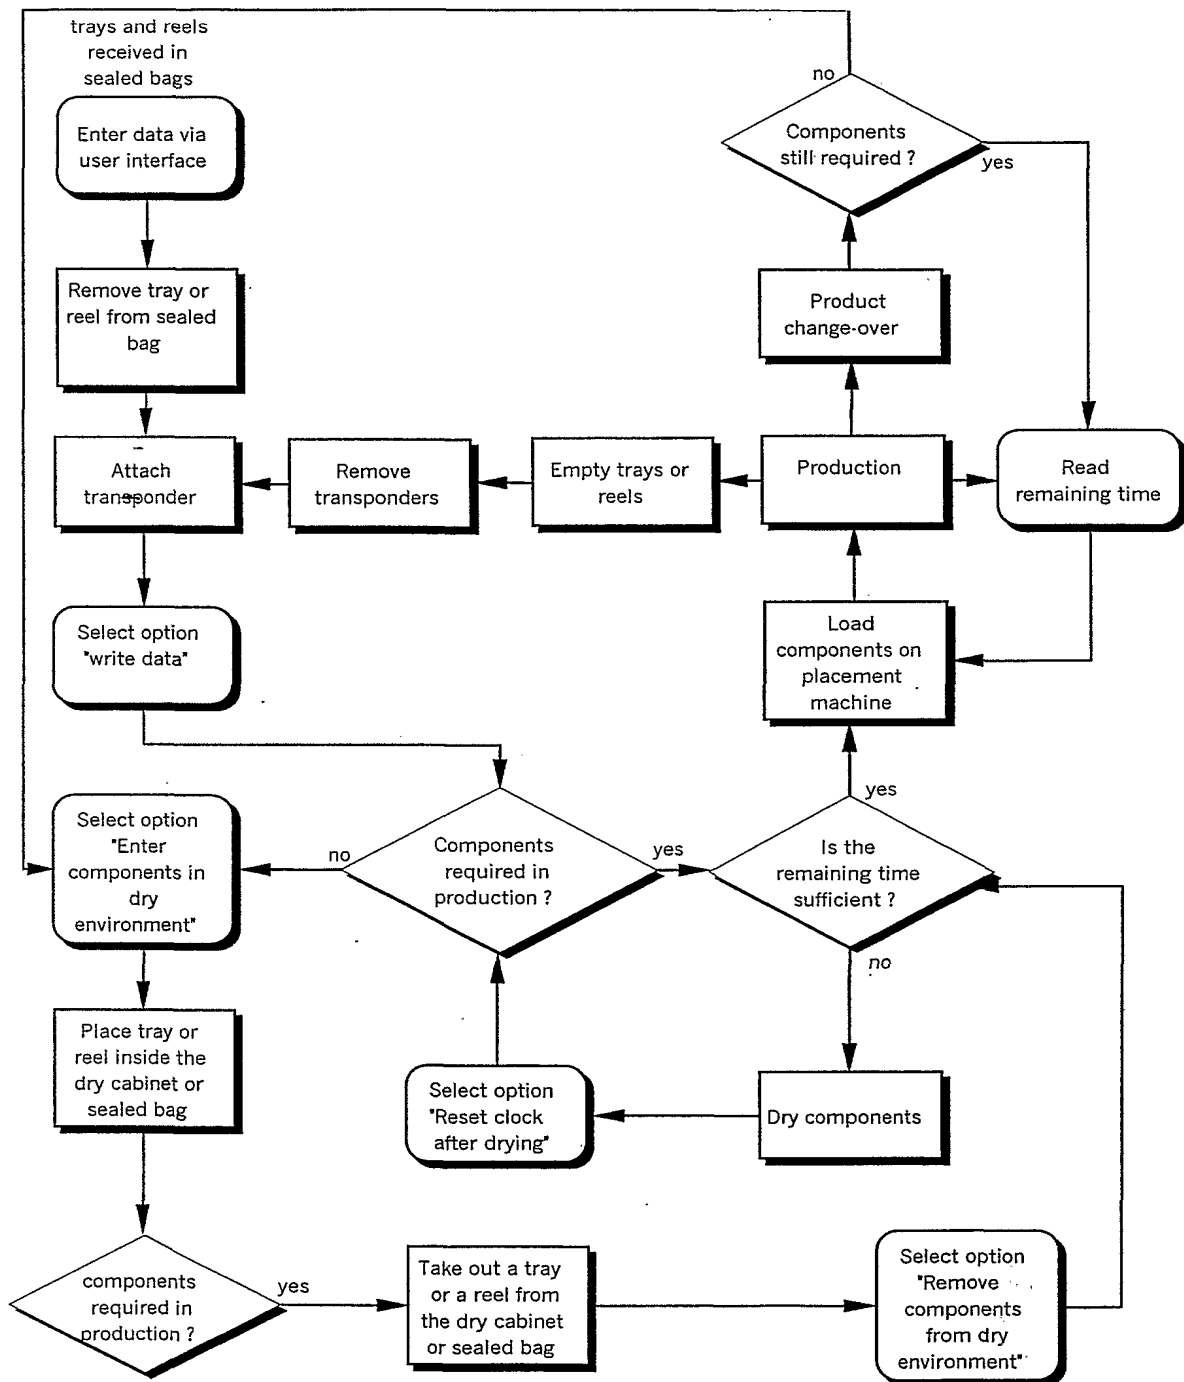 trays and reels
received in
sealed bags
Enter data via
user interface
Remove tray or
reel from sealed
bag
Attach
transponder
Remove
transponders
Empty trays or
reels
Production
Read
remaining time
Product
change-over
no
Components
still required ?
yes
Select option
"write data"
Load
components on
placement
machine
yes
Select option
"Enter
components in
dry
environment"
no
Components
required in
production ?
yes
Is the
remaining time
sufficient ?
no
Place tray or
reel inside the
dry cabinet or
sealed bag
Select option
"Reset clock
after drying"
Dry components
components
required in
production ?
yes
Take out a tray
or a reel from
the dry cabinet
or sealed bag
Select option
"Remove
components
from dry
environment"